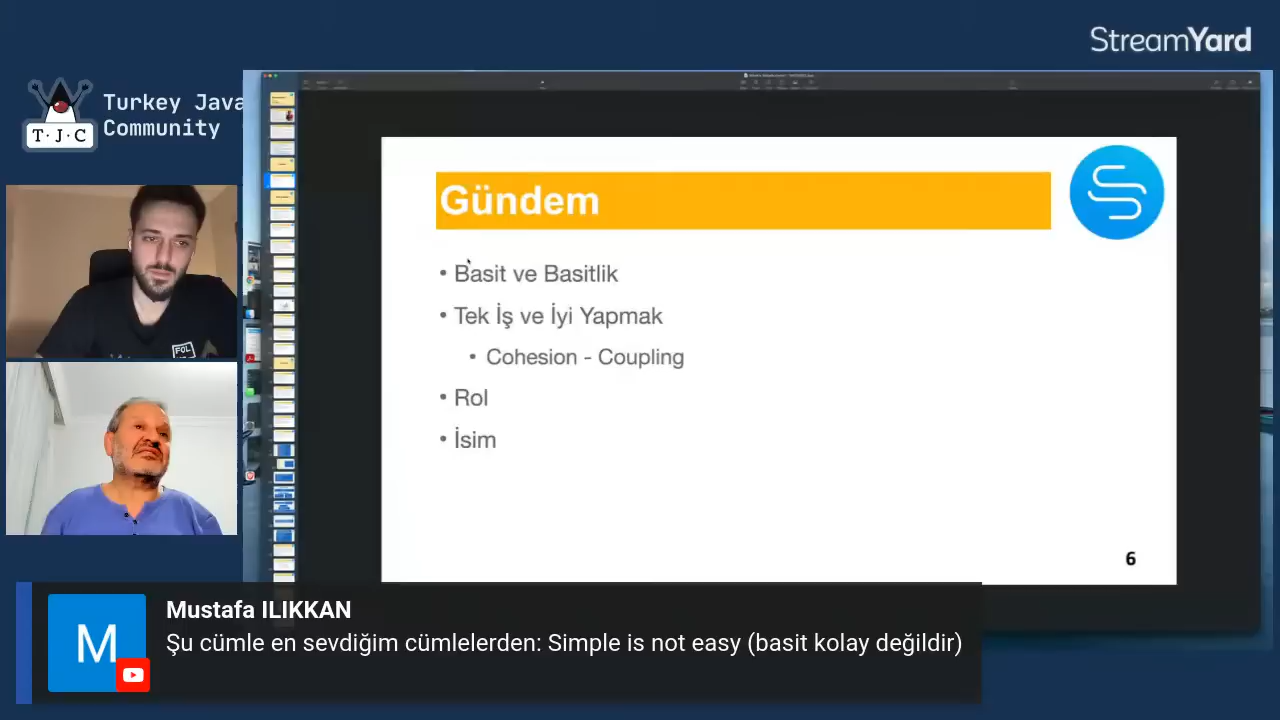 StreamYard
Turkey Java
Community
T·J·C
Gündem
• Basit ve Basitlik
• Tek İş ve İyi Yapmak
• Cohesion - Coupling
• Rol
• İsim
6
Mustafa ILIKKAN
Şu cümle en sevdiğim cümlelerden: Simple is not easy (basit kolay değildir)
M